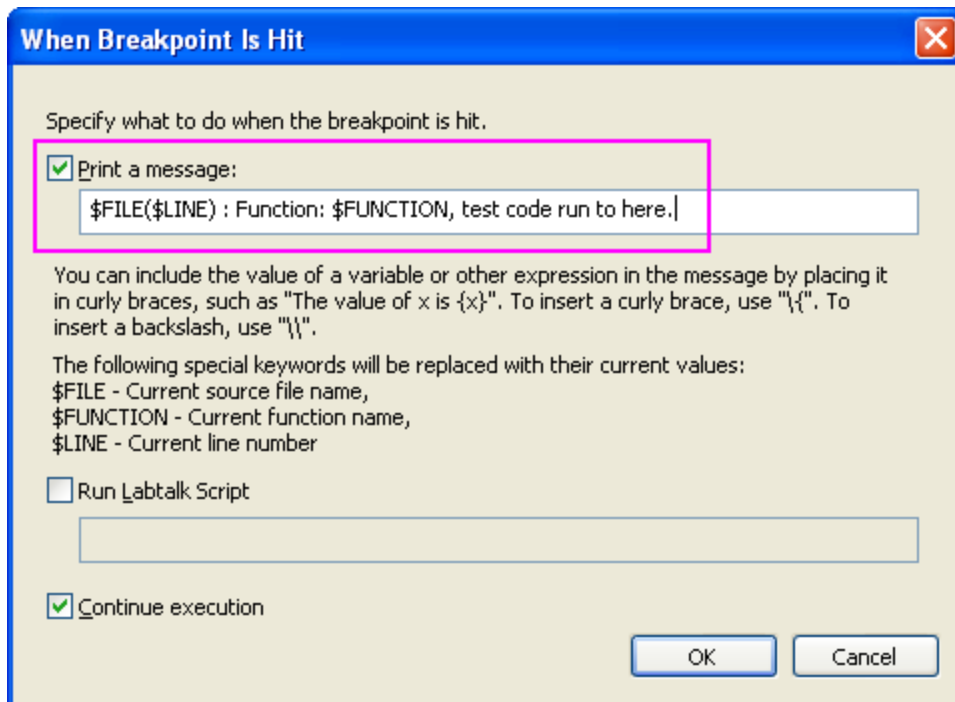 When Breakpoint Is Hit
Specify what to do when the breakpoint is hit.
Print a message:
$FILE($LINE) : Function: $FUNCTION, test code run to here.
You can include the value of a variable or other expression in the message by placing it
in curly braces, such as "The value of x is {x}". To insert a curly brace, use "\{". To
insert a backslash, use "\\".
The following special keywords will be replaced with their current values:
$FILE - Current source file name,
$FUNCTION - Current function name,
$LINE - Current line number
Run Labtalk Script
Continue execution
OK Cancel